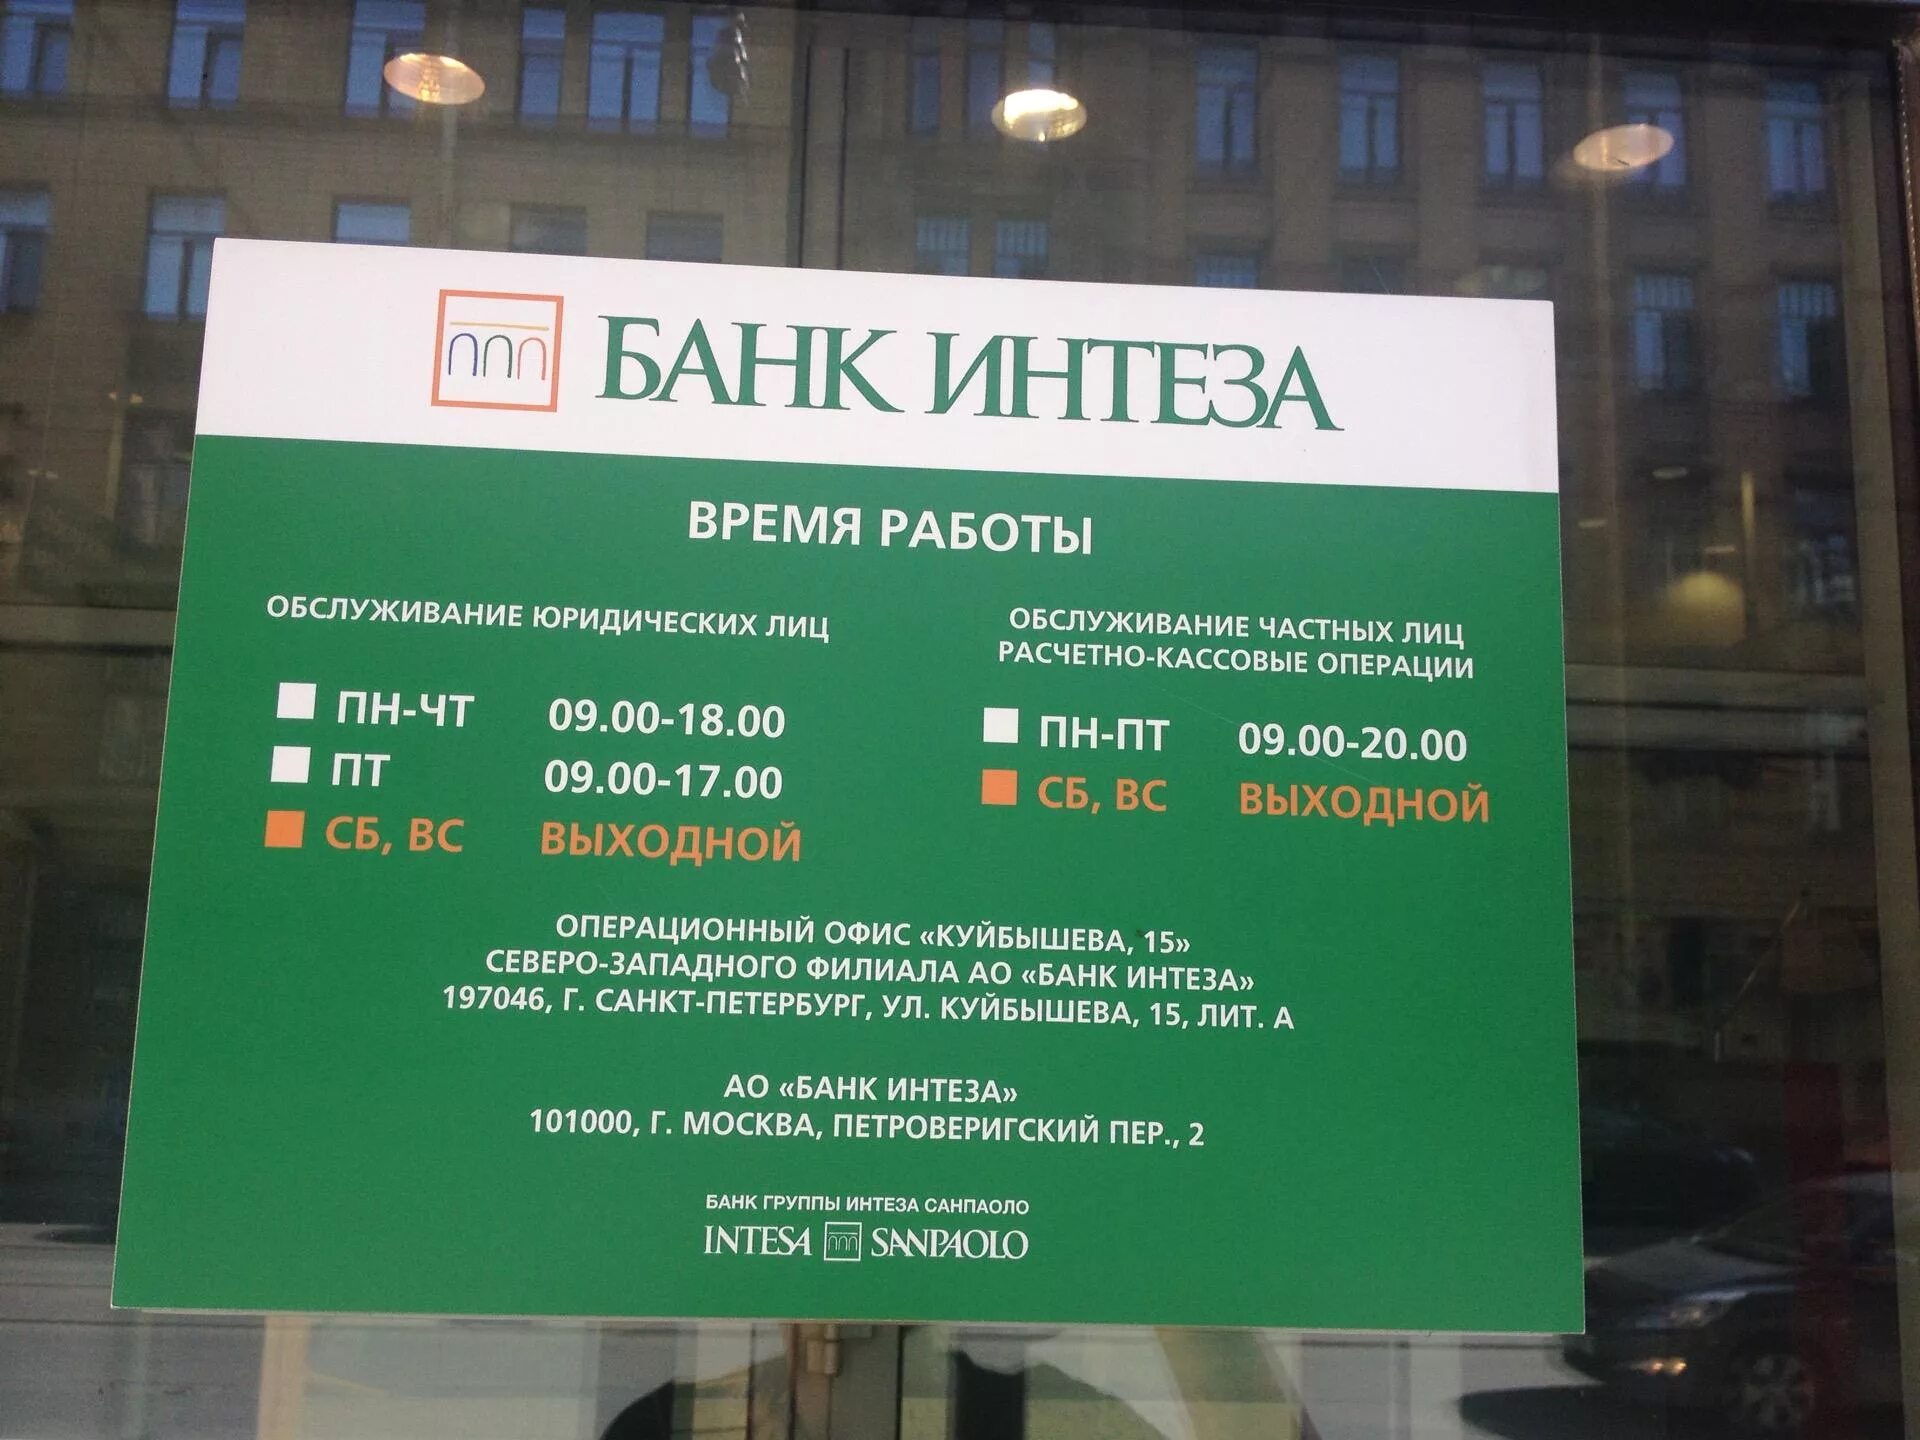 БАНК ИНТЕЗА
ВРЕМЯ РАБОТЫ
ОБСЛУЖИВАНИЕ ЮРИДИЧЕСКИХ ЛИЦ
ПН-ЧТ 09.00-18.00
ПТ 09.00-17.00
СБ, ВС ВЫХОДНОЙ
ОБСЛУЖИВАНИЕ ЧАСТНЫХ ЛИЦ
РАСЧЕТНО-КАССОВЫЕ ОПЕРАЦИИ
ПН-ПТ 09.00-20.00
СБ, ВС ВЫХОДНОЙ
ОПЕРАЦИОННЫЙ ОФИС «КУЙБЫШЕВА, 15»
СЕВЕРО-ЗАПАДНОГО ФИЛИАЛА АО «БАНК ИНТЕЗА»
197046, Г. САНКТ-ПЕТЕРБУРГ, УЛ. КУЙБЫШЕВА, 15, ЛИТ. А
АО «БАНК ИНТЕЗА»
101000, Г. МОСКВА, ПЕТРОВЕРИГСКИЙ ПЕР., 2
БАНК ГРУППЫ ИНТЕЗА САНПАОЛО
INTESA SANPAOLO